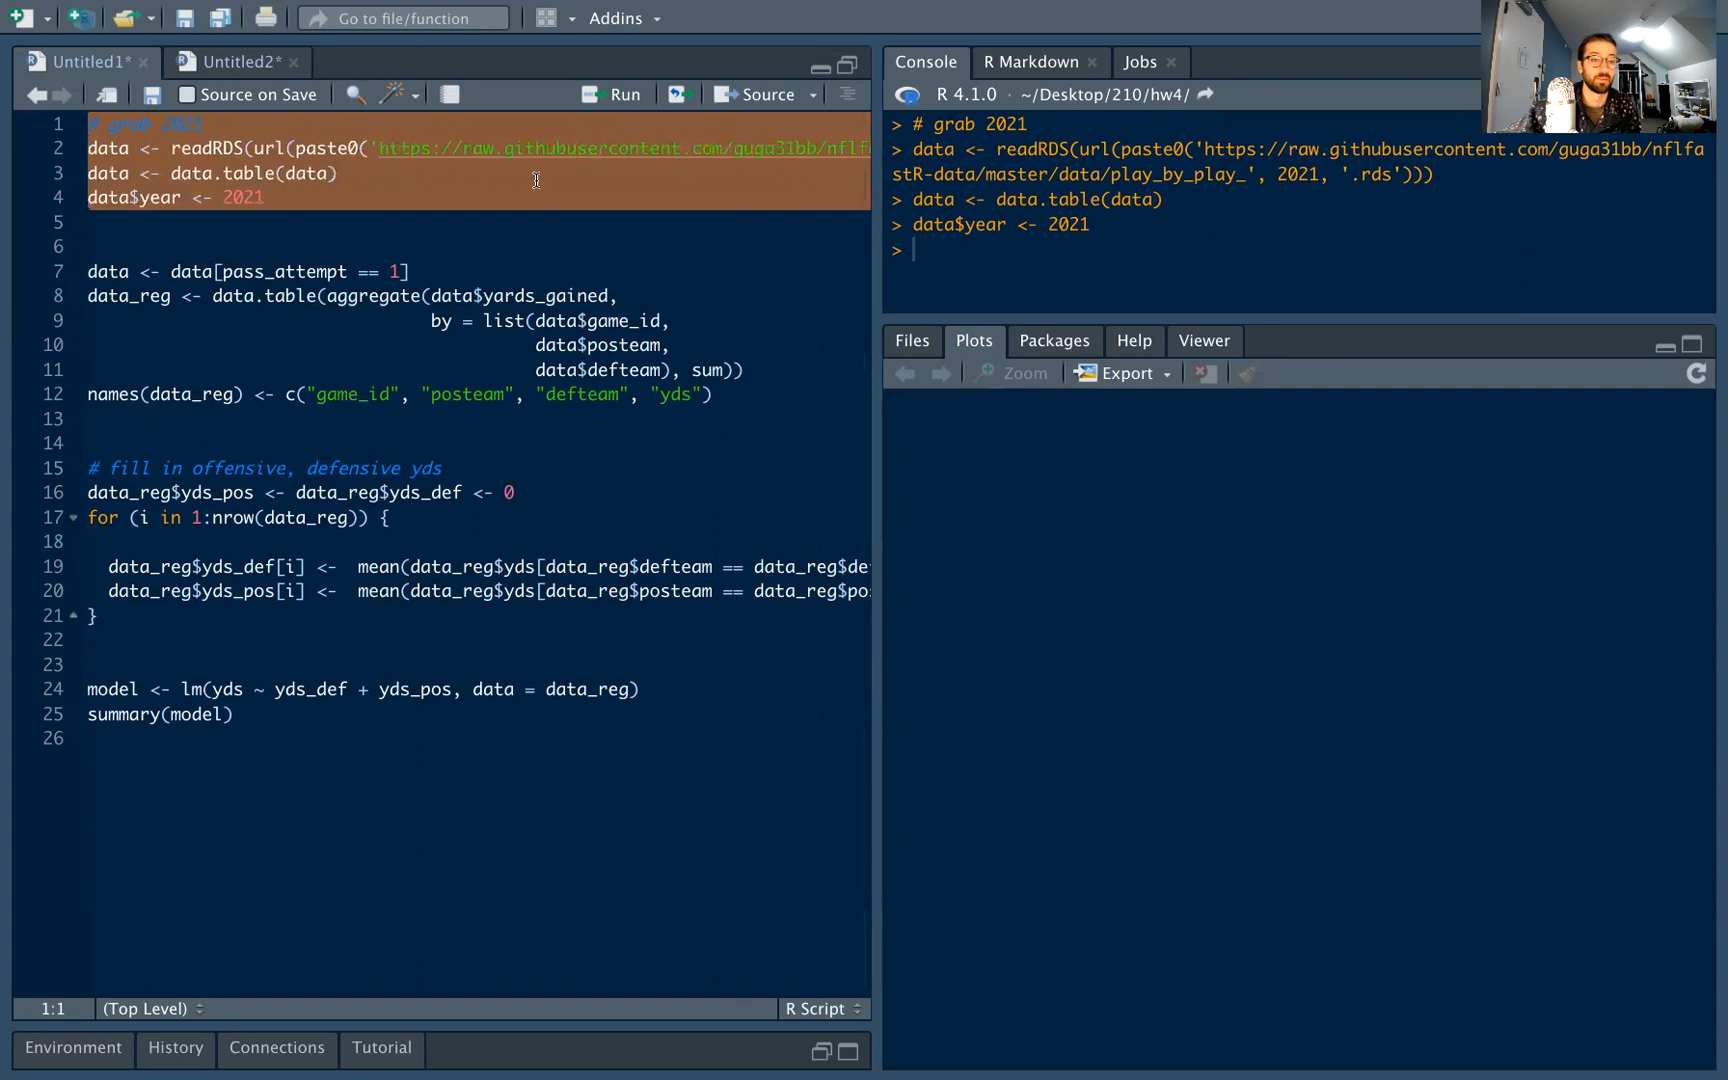 Go to file/function
Addins
Untitled1*
Untitled2*
Source on Save
Run
Source
1 # grab 2021
2 data <- readRDS(url(paste0('https://raw.githubusercontent.com/guga31bb/nflf
3 data <- data.table(data)
4 data$year <- 2021
5
6
7 data <- data[pass_attempt == 1]
8 data_reg <- data.table(aggregate(data$yards_gained,
9 by = list(data$game_id,
10 data$posteam,
11 data$defteam), sum))
12 names(data_reg) <- c("game_id", "posteam", "defteam", "yds")
13
14
15 # fill in offensive, defensive yds
16 data_reg$yds_pos <- data_reg$yds_def <- 0
17 for (i in 1:nrow(data_reg)) {
18
19 data_reg$yds_def[i] <-  mean(data_reg$yds[data_reg$defteam == data_reg$de
20 data_reg$yds_pos[i] <-  mean(data_reg$yds[data_reg$posteam == data_reg$po
21 }
22
23
24 model <- lm(yds ~ yds_def + yds_pos, data = data_reg)
25 summary(model)
26
1:1 (Top Level) R Script
Environment History Connections Tutorial
Console R Markdown Jobs
R 4.1.0 · ~/Desktop/210/hw4/
> # grab 2021
> data <- readRDS(url(paste0('https://raw.githubusercontent.com/guga31bb/nflfa
stR-data/master/data/play_by_play_', 2021, '.rds')))
> data <- data.table(data)
> data$year <- 2021
>
Files Plots Packages Help Viewer
Zoom Export